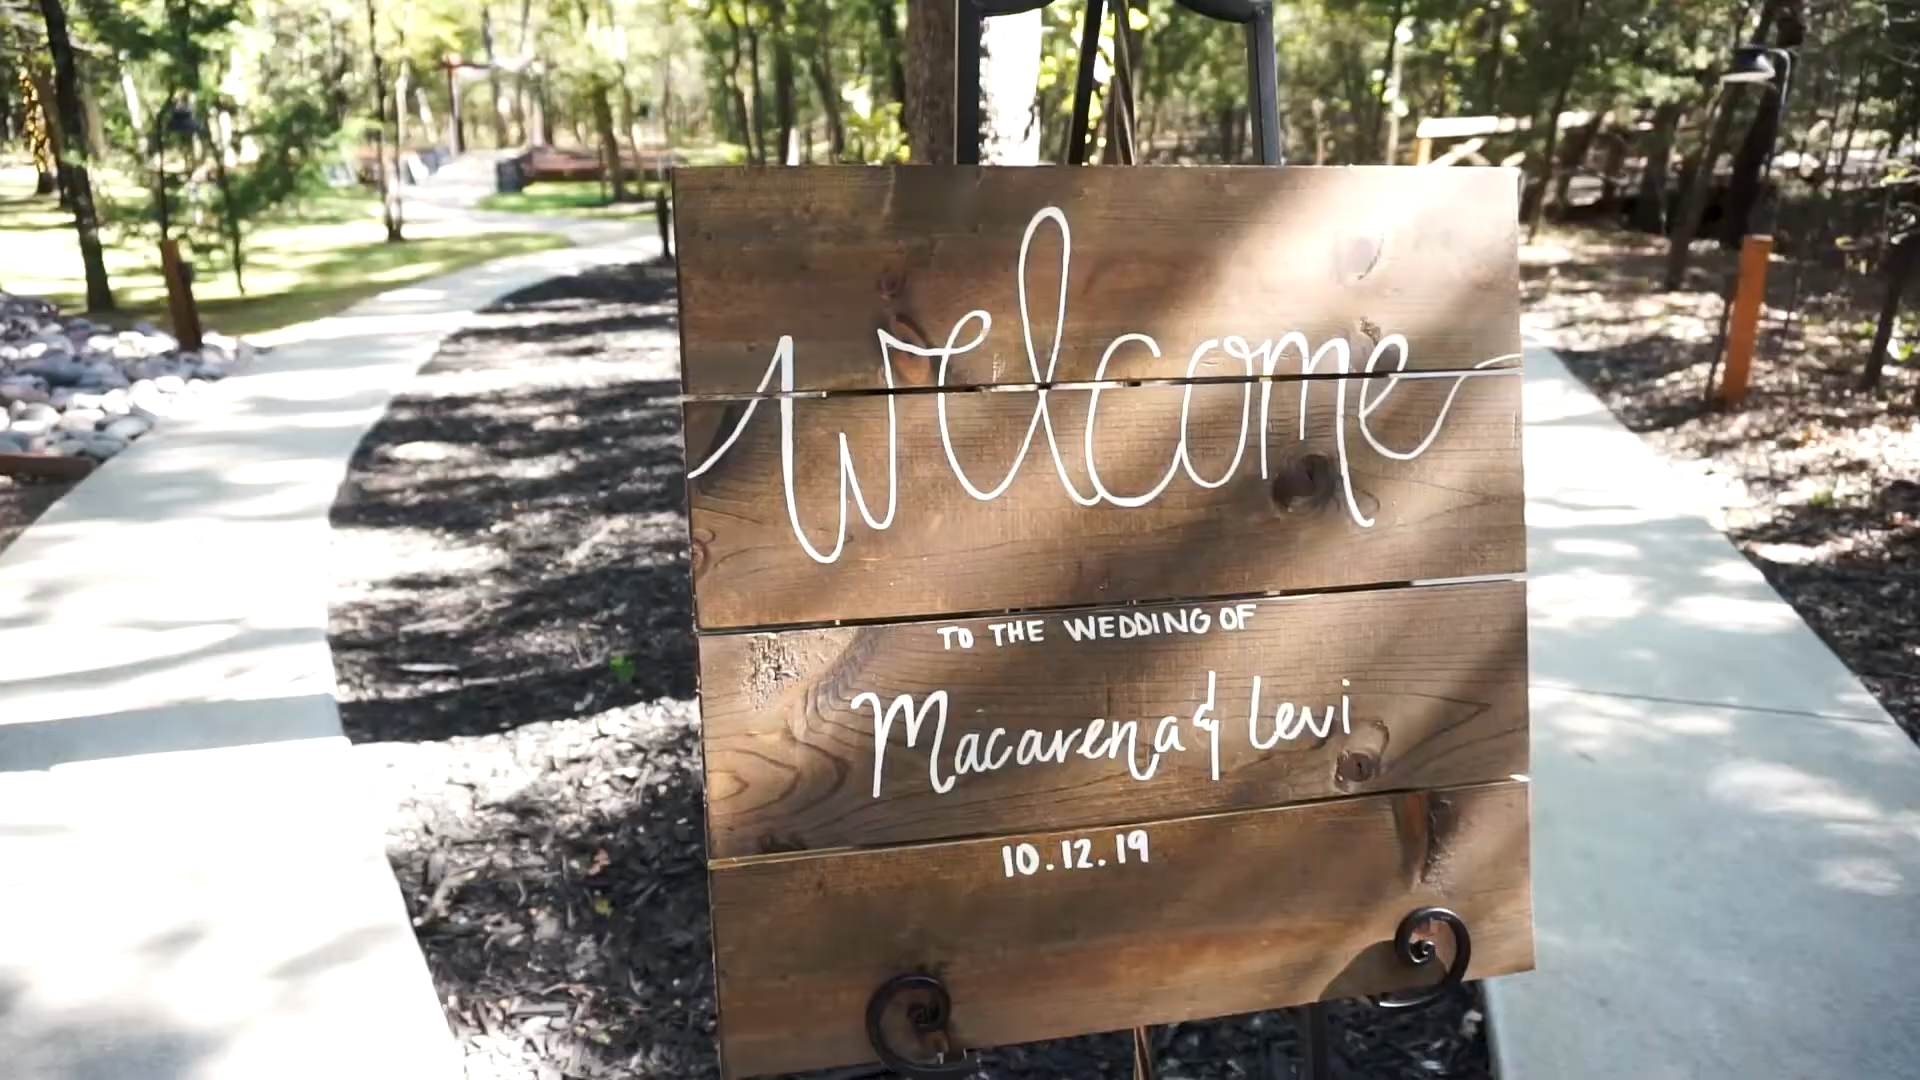 welcome
TO THE WEDDING OF
Macarena & Levi
10.12.19